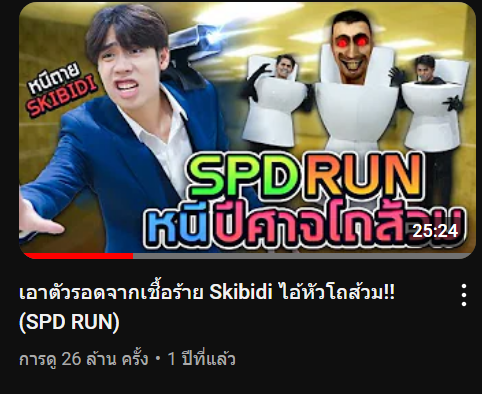 หนีตาย
SKIBIDI
SPD RUN
หนีปีศาจโถส้วม
25:24
เอาตัวรอดจากเชื้อร้าย Skibidi ไอ้หัวโถส้วม!!
(SPD RUN)
การดู 26 ล้าน ครั้ง • 1 ปีที่แล้ว